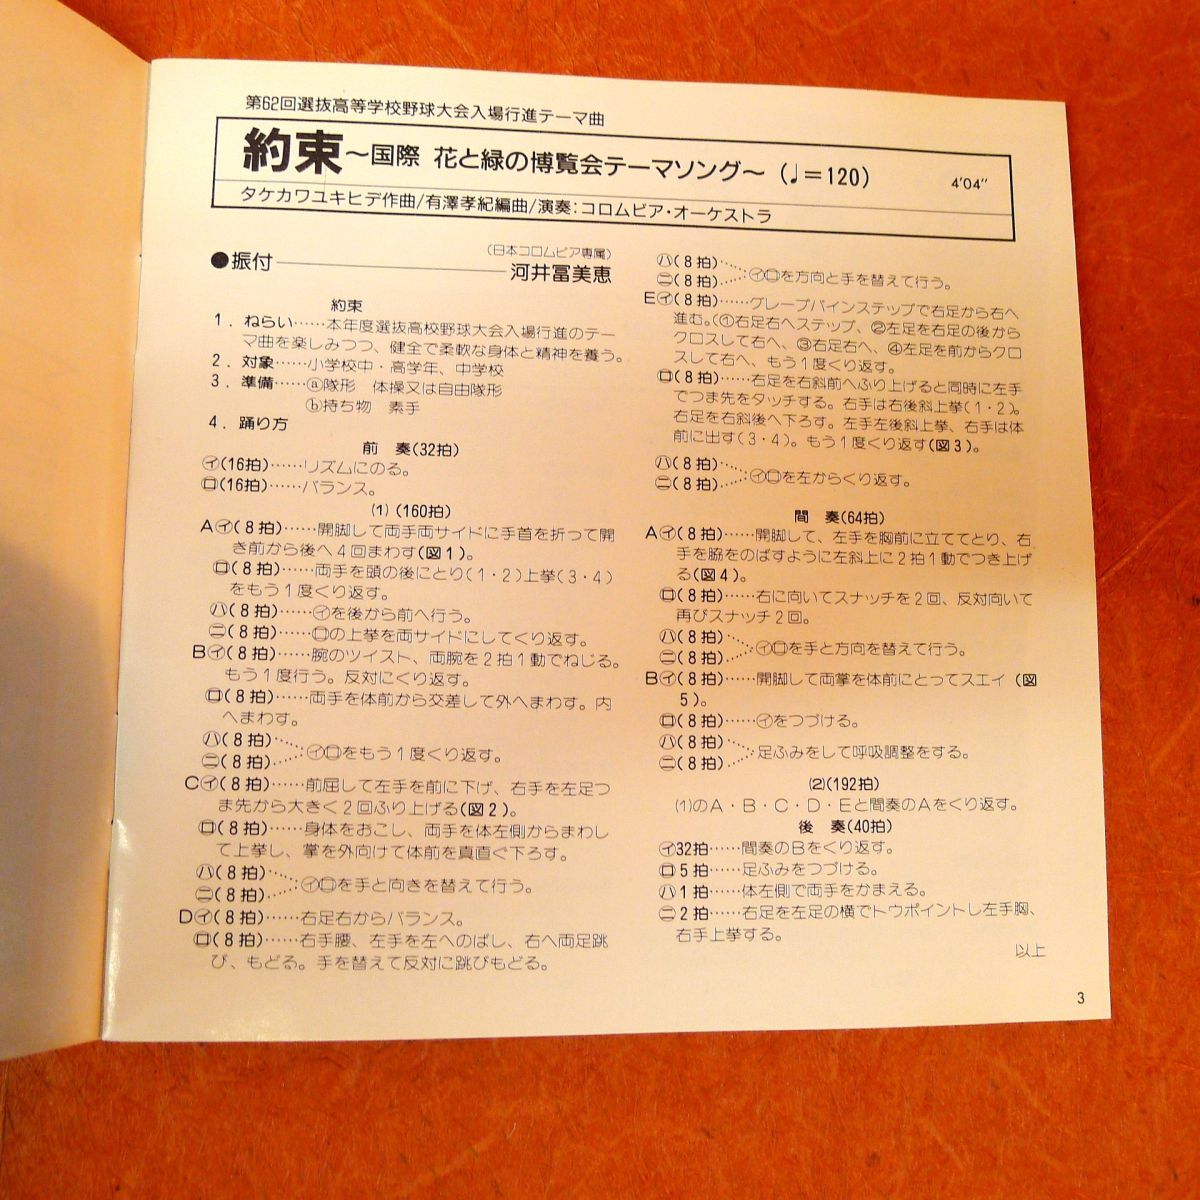 第62回選抜高等学校野球大会入場行進テーマ曲
約束〜国際 花と緑の博覧会テーマソング〜(♩=120) 4'04"
タケカワユキヒデ作曲/有澤孝紀編曲/演奏:コロムビア・オーケストラ
(日本コロムビア専属)
●振付――――河井冨美恵
約束
1.ねらい……本年度選抜高校野球大会入場行進のテー
マ曲を楽しみつつ、健全で柔軟な身体と精神を養う。
2.対象……小学校中・高学年、中学校
3.準備……ⓐ隊形 体操又は自由隊形
ⓑ持ち物 素手
4.踊り方
前 奏(32拍)
㋑(16拍)……リズムにのる。
㋺(16拍)……バランス。
(1)(160拍)
A㋑(8拍)……開脚して両手両サイドに手首を折って開
き前から後へ4回まわす(図1)。
㋺(8拍)……両手を頭の後にとり(1・2)上挙(3・4)
をもう1度くり返す。
㋩(8拍)……㋑を後から前へ行う。
㋥(8拍)……㋺の上挙を両サイドにしてくり返す。
B㋑(8拍)……腕のツイスト、両腕を2拍1動でねじる。
もう1度行う。反対にくり返す。
㋺(8拍)……両手を体前から交差して外へまわす。内
へまわす。
㋩(8拍)
㋥(8拍)……㋑㋺をもう1度くり返す。
C㋑(8拍)……前屈して左手を前に下げ、右手を左足つ
ま先から大きく2回ふり上げる(図2)。
㋺(8拍)……身体をおこし、両手を体左側からまわし
て上挙し、掌を外向けて体前を真直ぐ下ろす。
㋩(8拍)
㋥(8拍)……㋑㋺を手と向きを替えて行う。
D㋑(8拍)……右足右からバランス。
㋺(8拍)……右手腰、左手を左へのばし、右へ両足跳
び、もどる。手を替えて反対に跳びもどる。
㋩(8拍)
㋥(8拍)……㋑㋺を方向と手を替えて行う。
E㋑(8拍)……グレープバインステップで右足から右へ
進む。(①右足右へステップ、②左足を右足の後から
クロスして右へ、③右足右へ、④左足を前からクロ
スして右へ、もう1度くり返す。
㋺(8拍)……右足を右斜前へふり上げると同時に左手
でつま先をタッチする。右手は右後斜上挙(1・2)。
右足を右斜後へ下ろす。左手左後斜上挙、右手は体
前に出す(3・4)。もう1度くり返す(図3)。
㋩(8拍)
㋥(8拍)……㋑㋺を左からくり返す。
間 奏(64拍)
A㋑(8拍)……開脚して、左手を胸前に立ててとり、右
手を脇をのばすように左斜上に2拍1動でつき上げ
る(図4)。
㋺(8拍)……右に向いてスナッチを2回、反対向いて
再びスナッチ2回。
㋩(8拍)
㋥(8拍)……㋑㋺を手と方向を替えて行う。
B㋑(8拍)……開脚して両掌を体前にとってスエイ(図
5)。
㋺(8拍)……㋑をつづける。
㋩(8拍)
㋥(8拍)……足ふみをして呼吸調整をする。
(2)(192拍)
(1)のA・B・C・D・Eと間奏のAをくり返す。
後 奏(40拍)
㋑32拍……間奏のBをくり返す。
㋺5拍……足ふみをつづける。
㋩1拍……体左側で両手をかまえる。
㋥2拍……右足を左足の横でトウポイントし左手胸、
右手上挙する。
以上
3